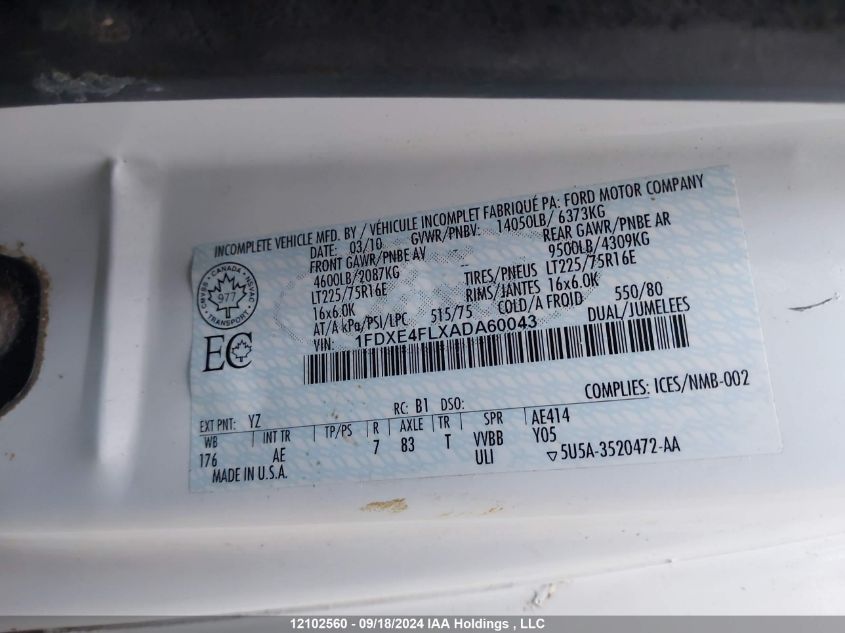 INCOMPLETE VEHICLE MFD. BY / VÉHICULE INCOMPLET FABRIQUÉ PA: FORD MOTOR COMPANY
DATE: 03/10 GVWR/PNBV: 14050LB/ 6373KG
FRONT GAWR/PNBE AV REAR GAWR/PNBE AR
4600LB/2087KG -- 9500LB/4309KG
LT225/75R16E TIRES/PNEUS LT225/75R16E
16x6.0K RIMS/JANTES 16x6.0K
AT/A kPa/PSI/LPC 515/75 COLD/A FROID 550/80
VIN: 1FDXE4FLXADA60043 DUAL/JUMELEES
CANADA
CMVSS NSVAC
977
EC
COMPLIES: ICES/NMB-002
EXT PNT: YZ RC: B1 DSO:
WB INT TR TP/PS R AXLE TR SPR AE414
176 AE 7 83 T VVBB Y05
MADE IN U.S.A. ULI ▽5U5A-3520472-AA
12102560 - 09/18/2024 IAA Holdings , LLC